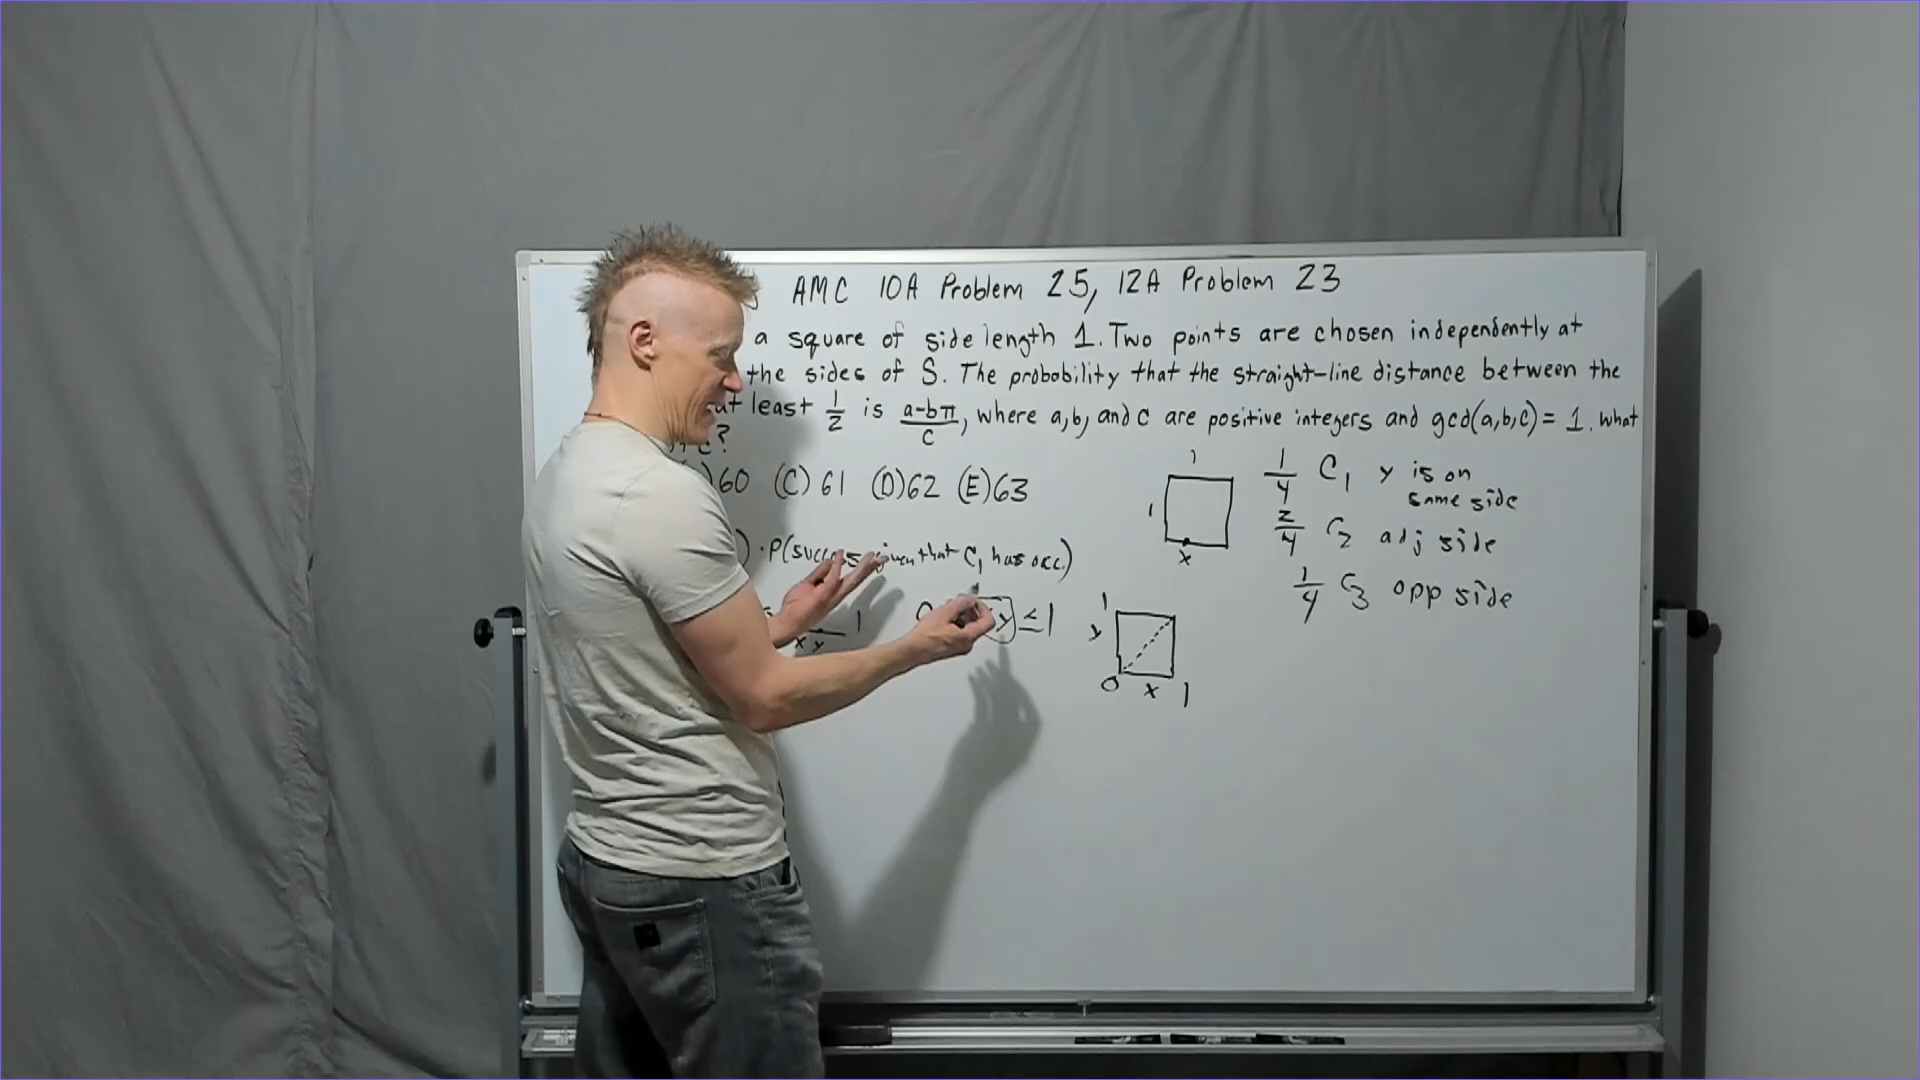 AMC 10A Problem 25, 12A Problem 23
a square of side length 1. Two points are chosen independently at
the sides of S. The probability that the straight-line distance between the
at least 1/2 is (a-bπ)/c, where a, b, and c are positive integers and gcd(a,b,c) = 1. What
c?
)60 (C) 61 (D) 62 (E) 63
) · P(success given that C₁ has occ.)
x y 1
y ≤ 1
1
1
x
1/4 C₁ y is on
same side
2/4 C₂ adj side
1/4 C₃ opp side
1
y
0 x 1